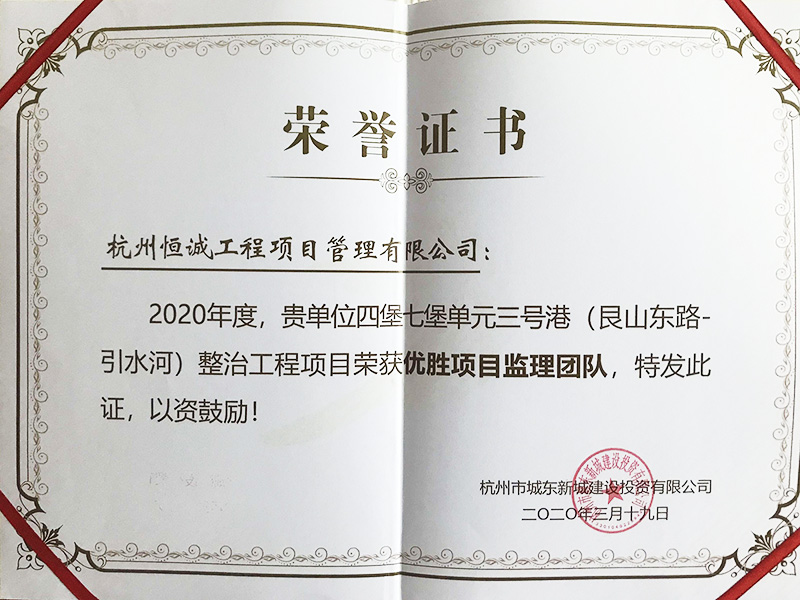 荣誉证书
杭州恒诚工程项目管理有限公司：
2020年度，贵单位四堡七堡单元三号港（艮山东路-
引水河）整治工程项目荣获优胜项目监理团队，特发此
证，以资鼓励！
杭州市城东新城建设投资有限公司
二〇二〇年三月十九日